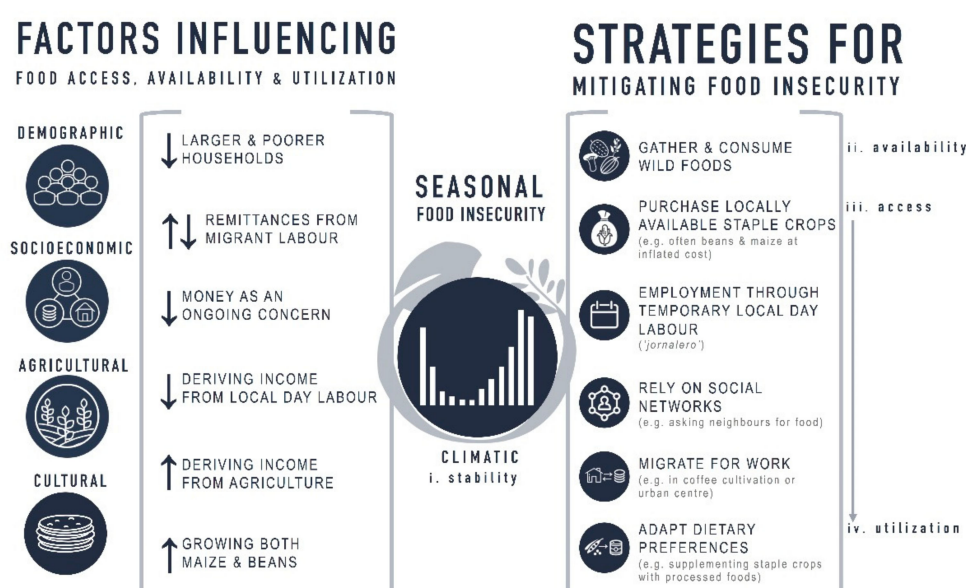 FACTORS INFLUENCING
FOOD ACCESS, AVAILABILITY & UTILIZATION
DEMOGRAPHIC
SOCIOECONOMIC
AGRICULTURAL
CULTURAL
LARGER & POORER
HOUSEHOLDS
REMITTANCES FROM
MIGRANT LABOUR
MONEY AS AN
ONGOING CONCERN
DERIVING INCOME
FROM LOCAL DAY LABOUR
DERIVING INCOME
FROM AGRICULTURE
GROWING BOTH
MAIZE & BEANS
SEASONAL
FOOD INSECURITY
CLIMATIC
i. stability
STRATEGIES FOR
MITIGATING FOOD INSECURITY
GATHER & CONSUME
WILD FOODS
PURCHASE LOCALLY
AVAILABLE STAPLE CROPS
(e.g. often beans & maize at
inflated cost)
EMPLOYMENT THROUGH
TEMPORARY LOCAL DAY
LABOUR
('jornalero')
RELY ON SOCIAL
NETWORKS
(e.g. asking neighbours for food)
MIGRATE FOR WORK
(e.g. in coffee cultivation or
urban centre)
ADAPT DIETARY
PREFERENCES
(e.g. supplementing staple crops
with processed foods)
ii. availability
iii. access
iv. utilization